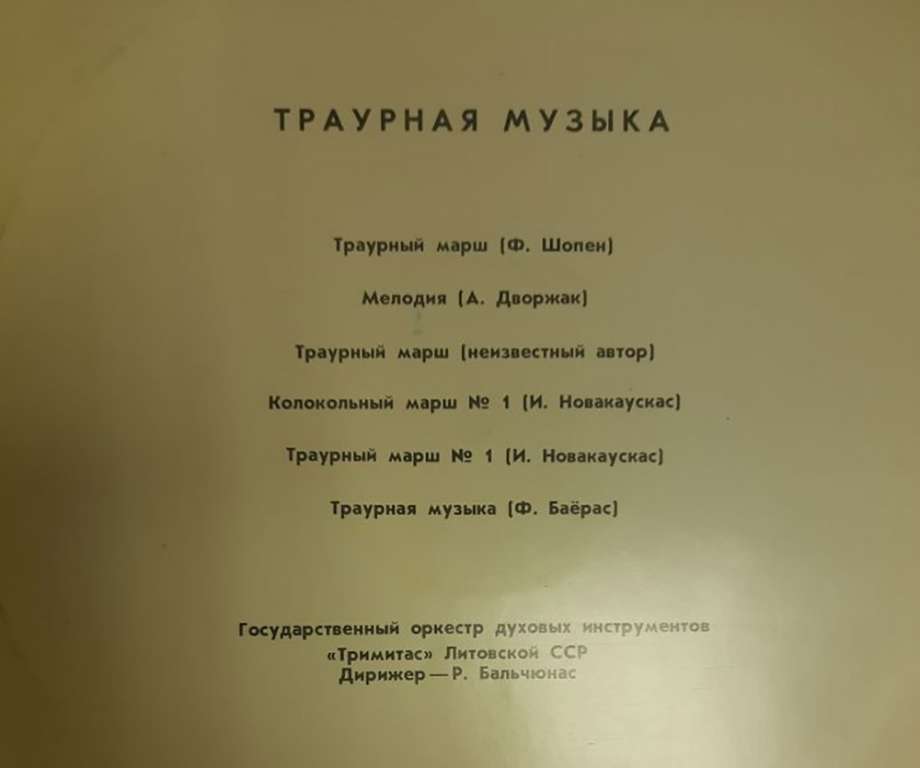 ТРАУРНАЯ МУЗЫКА
Траурный марш (Ф. Шопен)
Мелодия (А. Дворжак)
Траурный марш (неизвестный автор)
Колокольный марш № 1 (И. Новакаускас)
Траурный марш № 1 (И. Новакаускас)
Траурная музыка (Ф. Баёрас)
Государственный оркестр духовых инструментов
«Тримитас» Литовской ССР
Дирижер — Р. Бальчюнас